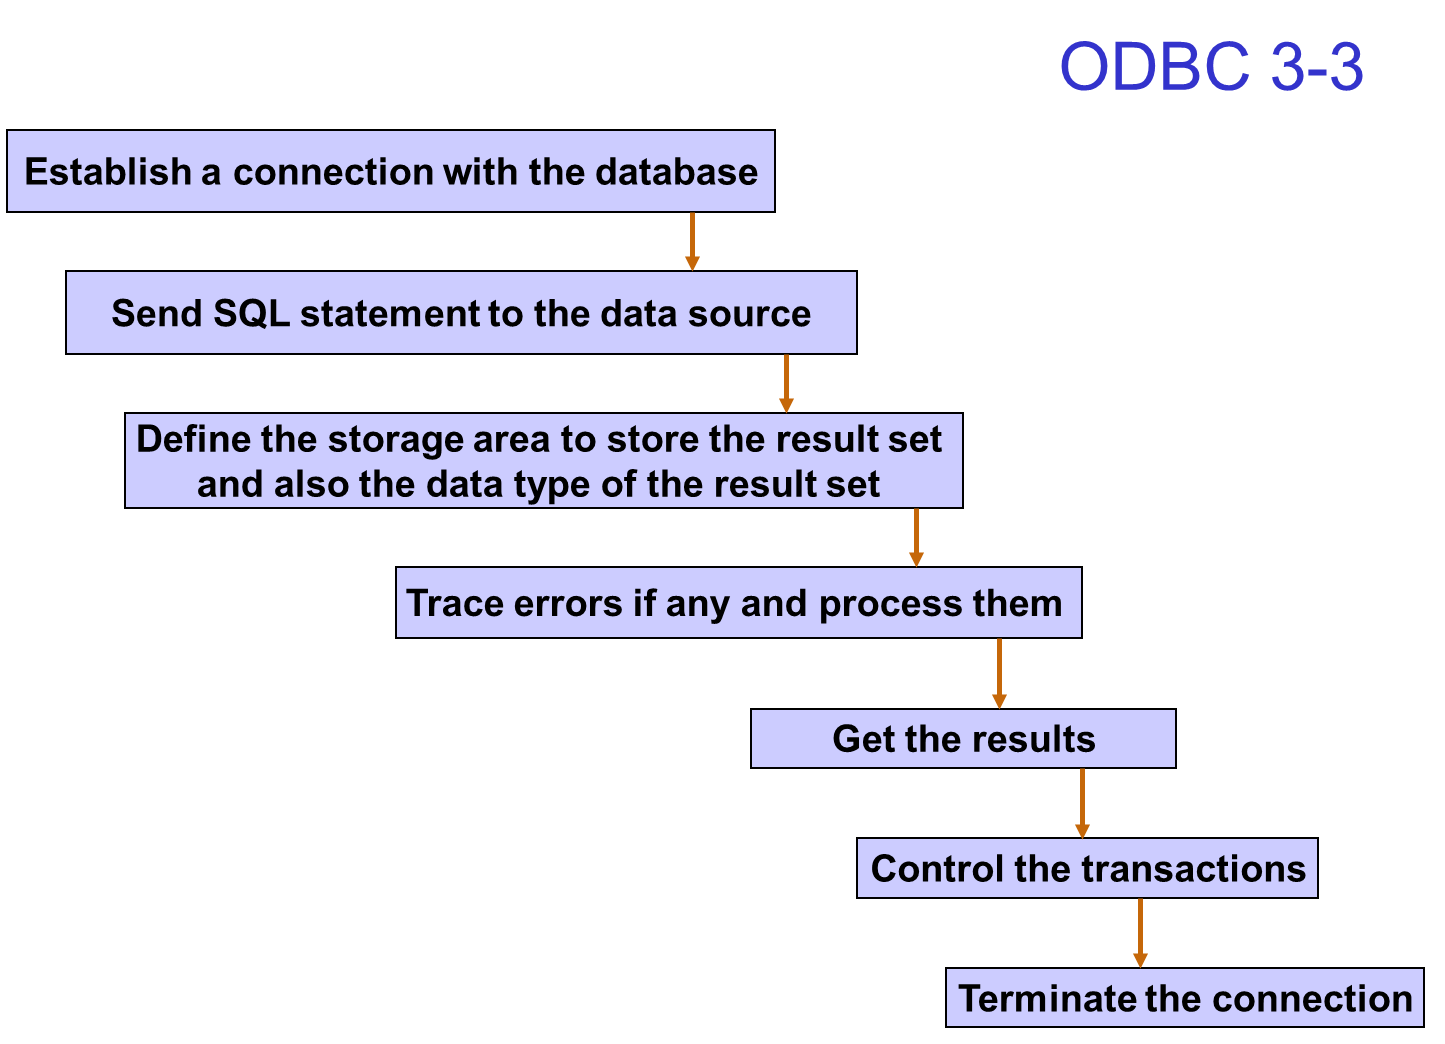 ODBC 3-3
Establish a connection with the database
Send SQL statement to the data source
Define the storage area to store the result set
and also the data type of the result set
Trace errors if any and process them
Get the results
Control the transactions
Terminate the connection